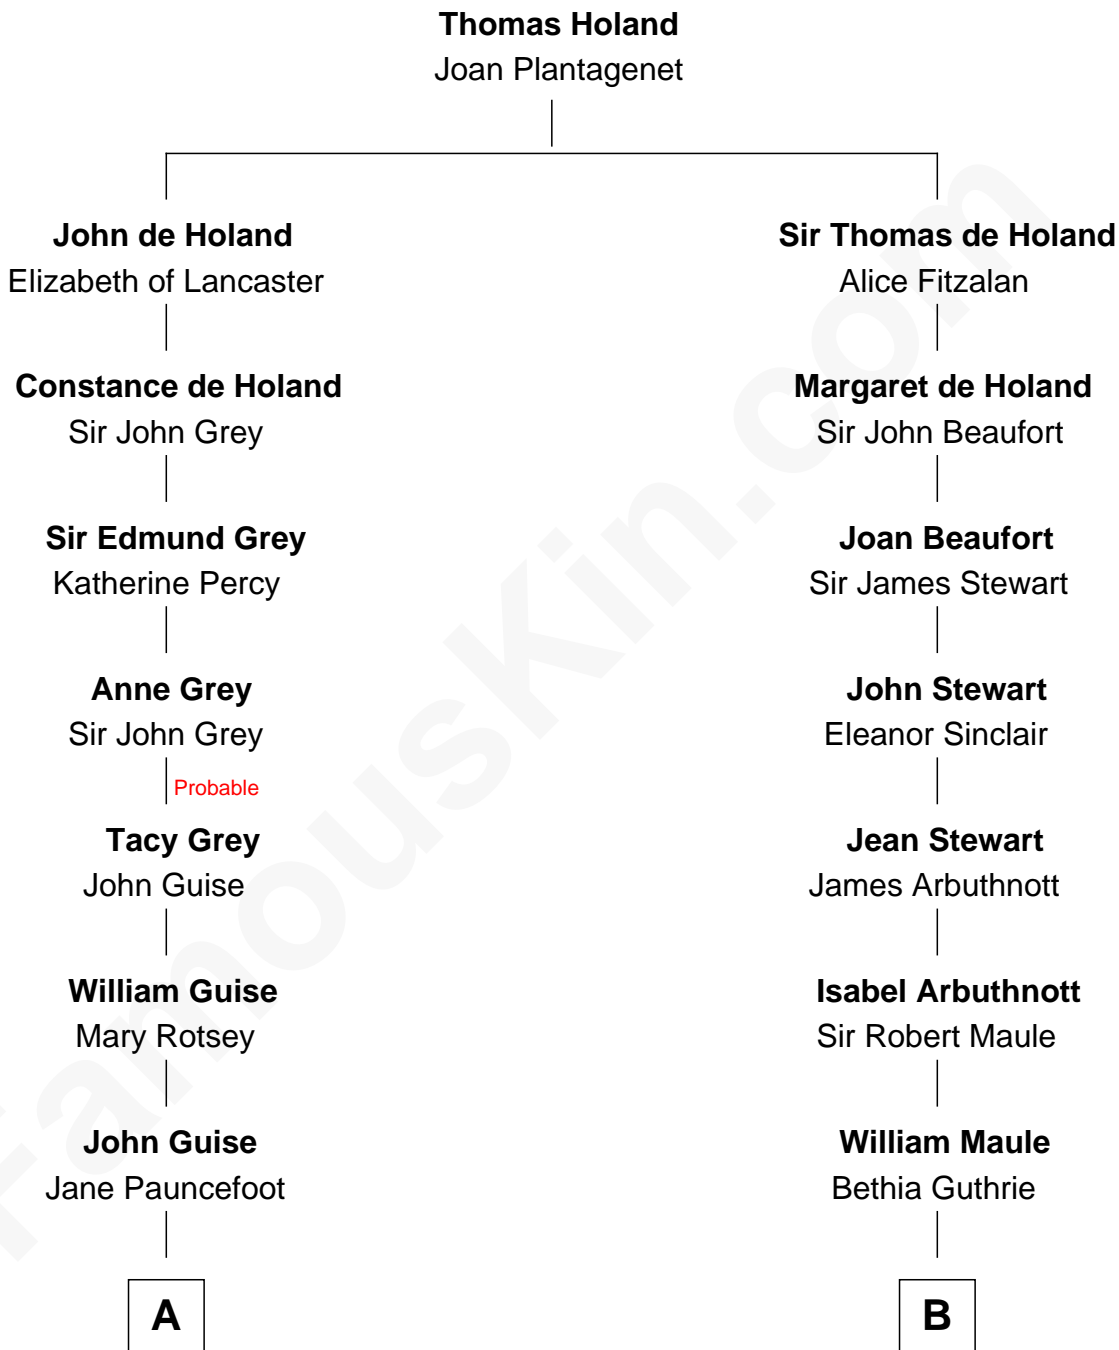 Thomas Holand
Joan Plantagenet
John de Holand
Elizabeth of Lancaster
Constance de Holand
Sir John Grey
Sir Edmund Grey
Katherine Percy
Anne Grey
Sir John Grey
Probable
Tacy Grey
John Guise
William Guise
Mary Rotsey
John Guise
Jane Pauncefoot
A
Sir Thomas de Holand
Alice Fitzalan
Margaret de Holand
Sir John Beaufort
Joan Beaufort
Sir James Stewart
John Stewart
Eleanor Sinclair
Jean Stewart
James Arbuthnott
Isabel Arbuthnott
Sir Robert Maule
William Maule
Bethia Guthrie
B
FamousKin.com